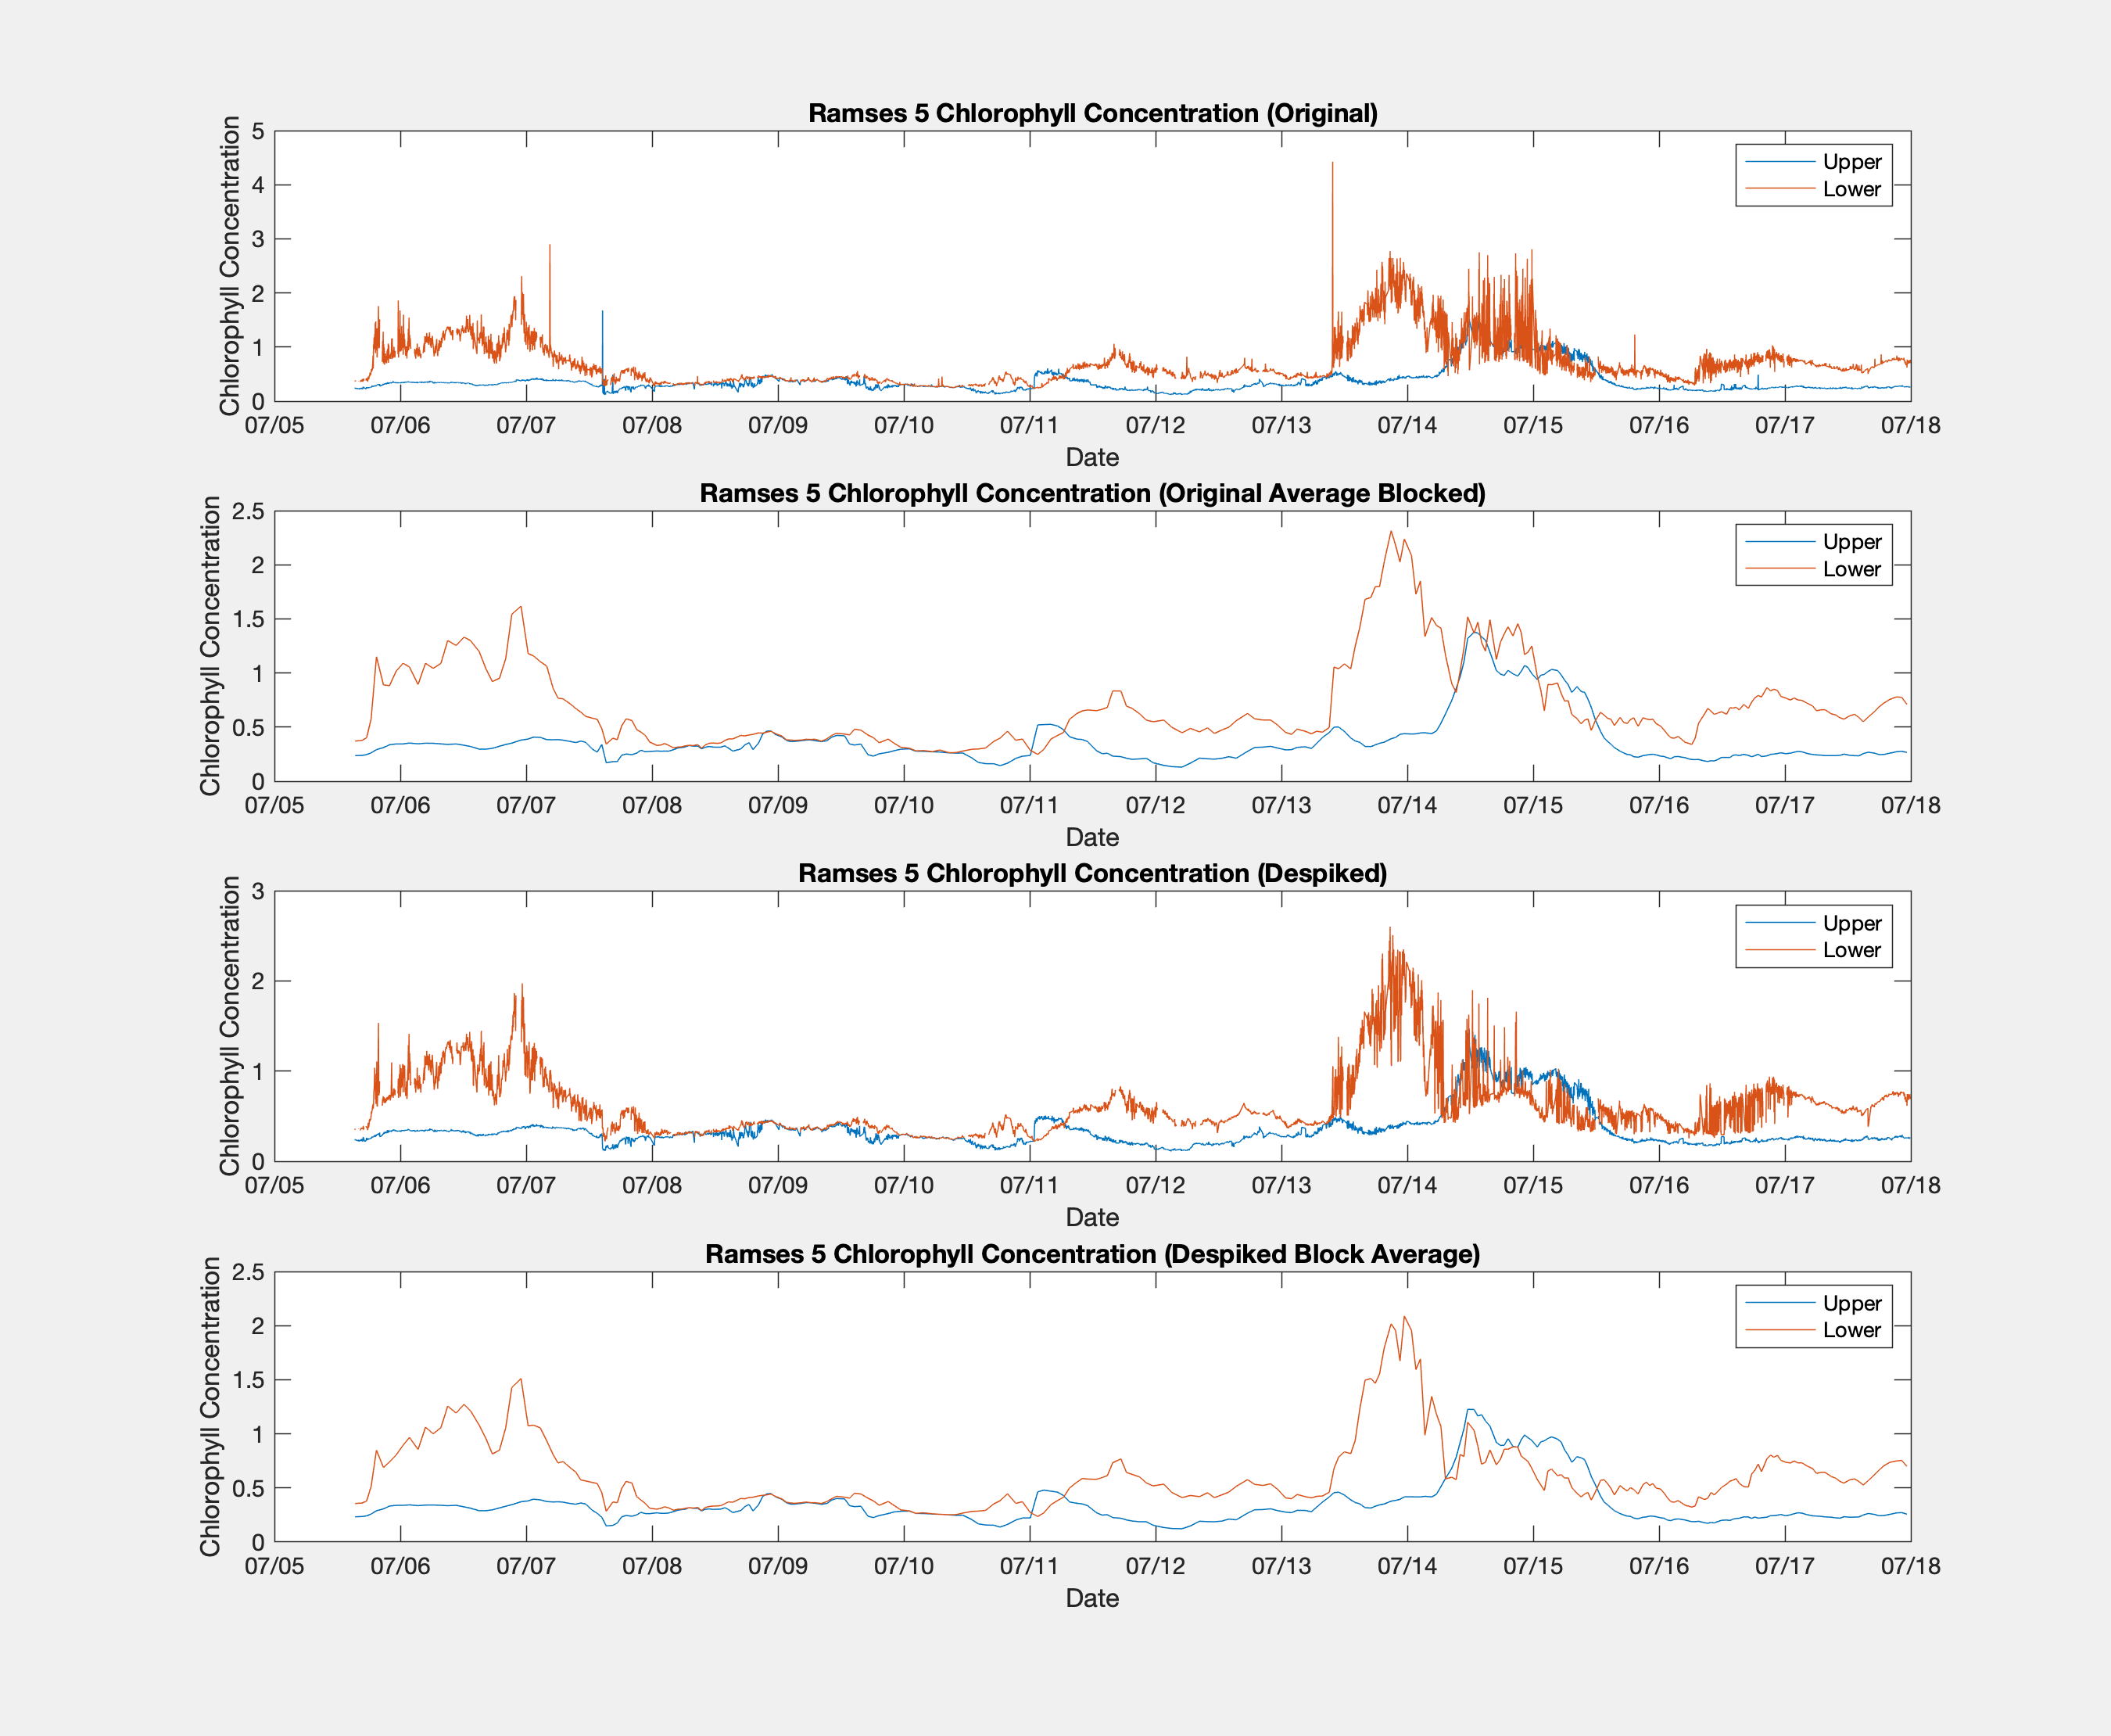 Ramses 5 Chlorophyll Concentration (Original)
Chlorophyll Concentration
5
4
3
2
1
0
Upper
Lower
07/05 07/06 07/07 07/08 07/09 07/10 07/11 07/12 07/13 07/14 07/15 07/16 07/17 07/18
Date
Ramses 5 Chlorophyll Concentration (Original Average Blocked)
Chlorophyll Concentration
2.5
2
1.5
1
0.5
0
Upper
Lower
07/05 07/06 07/07 07/08 07/09 07/10 07/11 07/12 07/13 07/14 07/15 07/16 07/17 07/18
Date
Ramses 5 Chlorophyll Concentration (Despiked)
Chlorophyll Concentration
3
2
1
0
Upper
Lower
07/05 07/06 07/07 07/08 07/09 07/10 07/11 07/12 07/13 07/14 07/15 07/16 07/17 07/18
Date
Ramses 5 Chlorophyll Concentration (Despiked Block Average)
Chlorophyll Concentration
2.5
2
1.5
1
0.5
0
Upper
Lower
07/05 07/06 07/07 07/08 07/09 07/10 07/11 07/12 07/13 07/14 07/15 07/16 07/17 07/18
Date